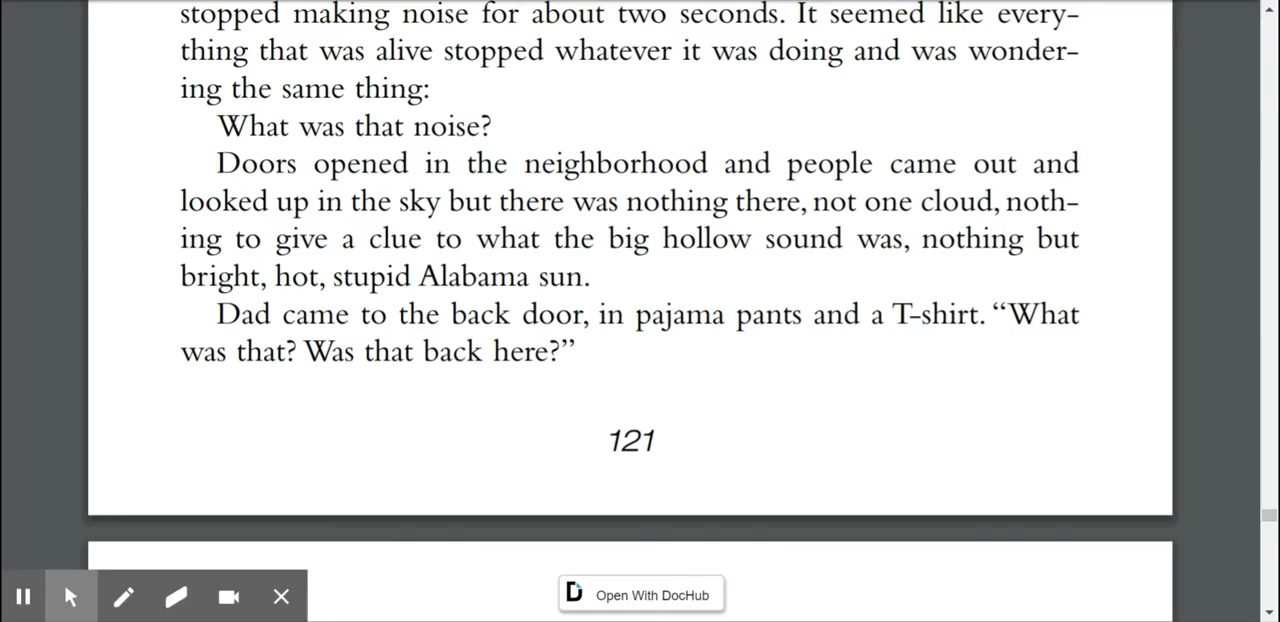 stopped making noise for about two seconds. It seemed like every-
thing that was alive stopped whatever it was doing and was wonder-
ing the same thing:
What was that noise?
Doors opened in the neighborhood and people came out and
looked up in the sky but there was nothing there, not one cloud, noth-
ing to give a clue to what the big hollow sound was, nothing but
bright, hot, stupid Alabama sun.
Dad came to the back door, in pajama pants and a T-shirt. “What
was that? Was that back here?”
121
Open With DocHub